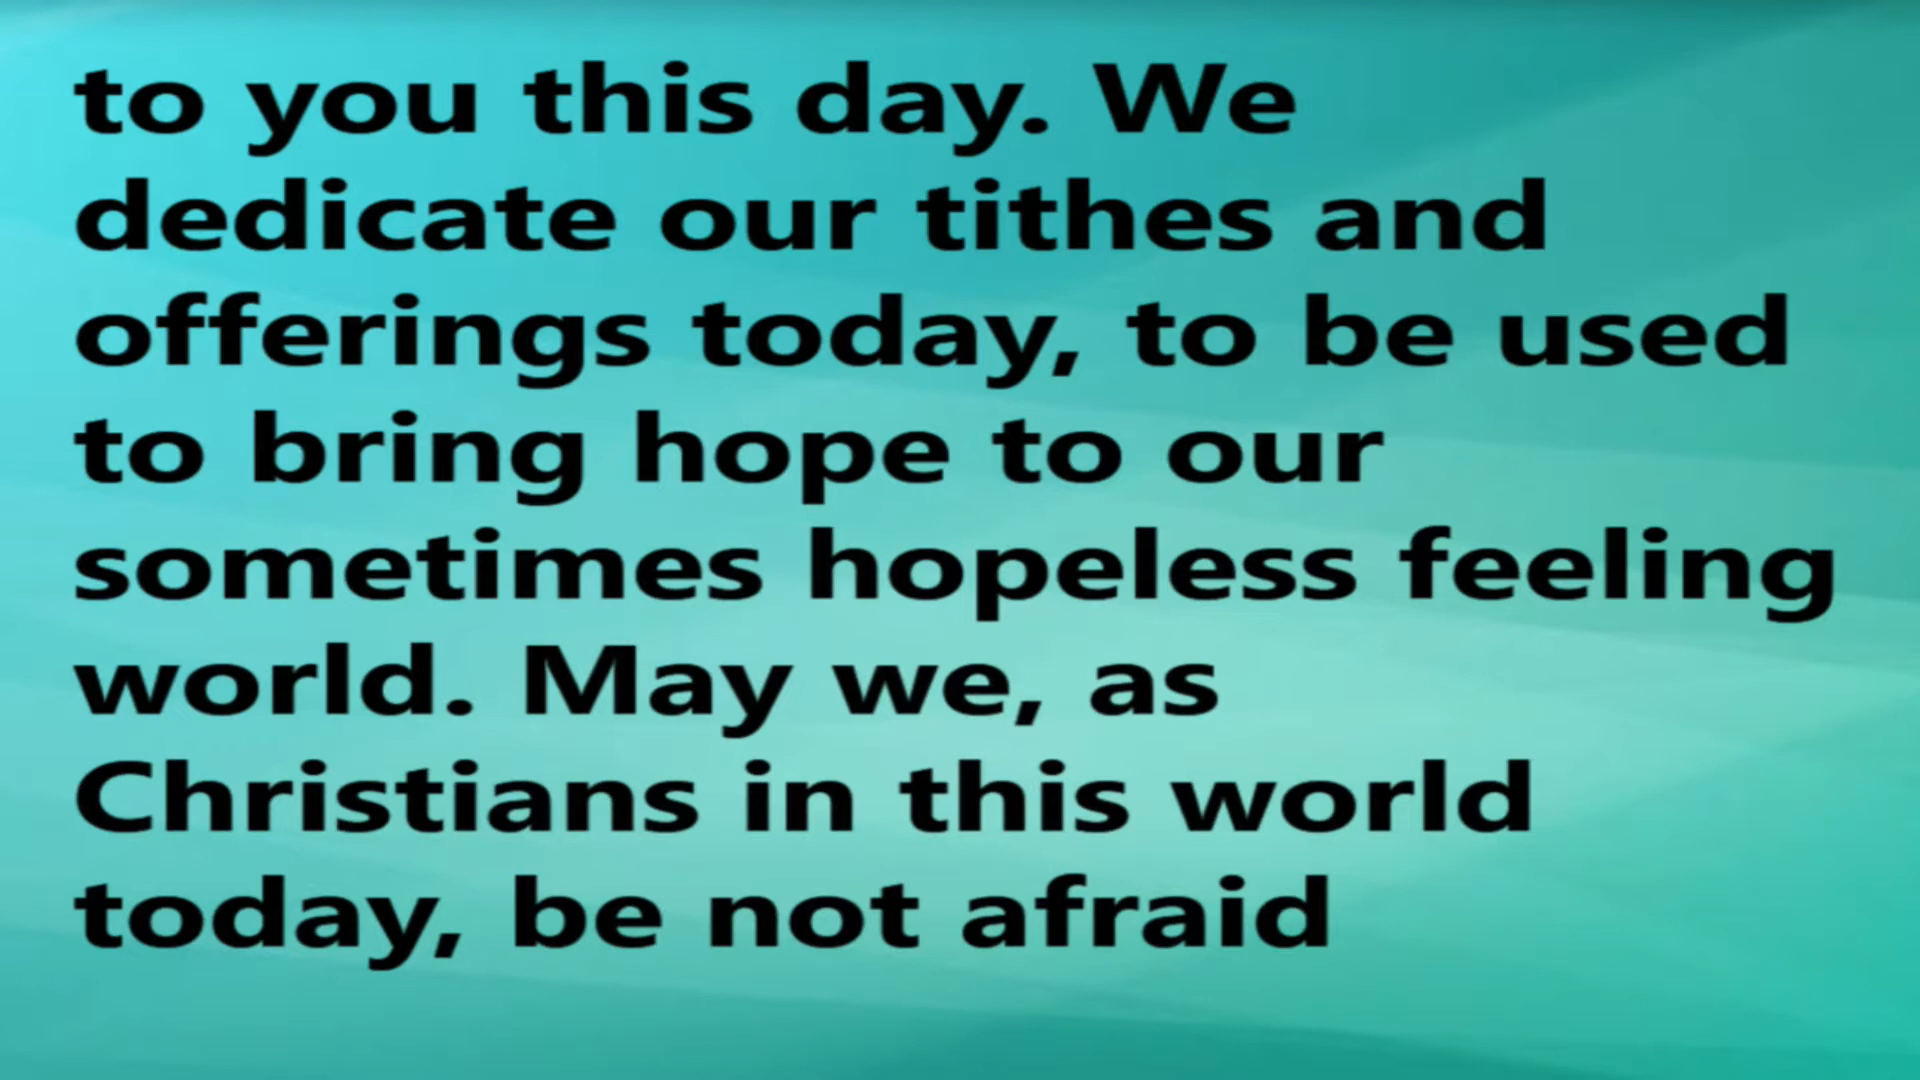 to you this day. We
dedicate our tithes and
offerings today, to be used
to bring hope to our
sometimes hopeless feeling
world. May we, as
Christians in this world
today, be not afraid